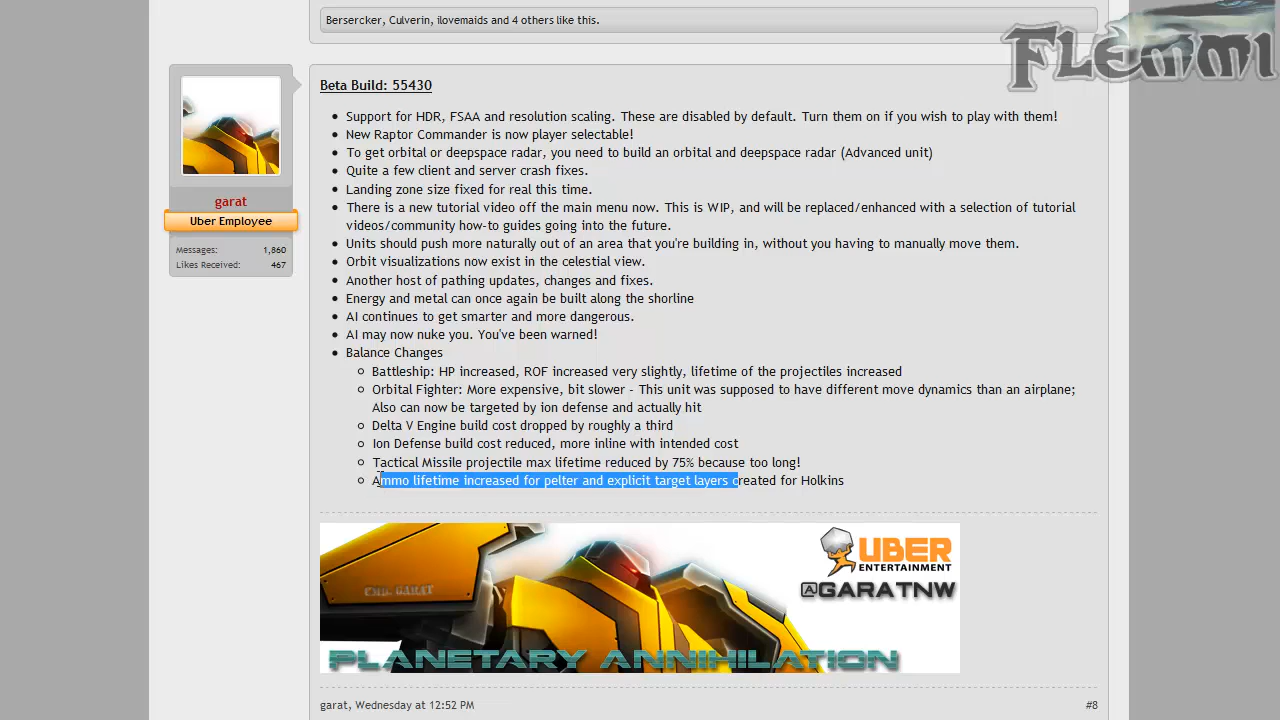 Bersercker, Culverin, ilovemaids and 4 others like this.
FLEMMI
Beta Build: 55430
Support for HDR, FSAA and resolution scaling. These are disabled by default. Turn them on if you wish to play with them!
New Raptor Commander is now player selectable!
To get orbital or deepspace radar, you need to build an orbital and deepspace radar (Advanced unit)
Quite a few client and server crash fixes.
Landing zone size fixed for real this time.
There is a new tutorial video off the main menu now. This is WIP, and will be replaced/enhanced with a selection of tutorial
videos/community how-to guides going into the future.
Units should push more naturally out of an area that you're building in, without you having to manually move them.
Orbit visualizations now exist in the celestial view.
Another host of pathing updates, changes and fixes.
Energy and metal can once again be built along the shorline
AI continues to get smarter and more dangerous.
AI may now nuke you. You've been warned!
Balance Changes
Battleship: HP increased, ROF increased very slightly, lifetime of the projectiles increased
Orbital Fighter: More expensive, bit slower - This unit was supposed to have different move dynamics than an airplane;
Also can now be targeted by ion defense and actually hit
Delta V Engine build cost dropped by roughly a third
Ion Defense build cost reduced, more inline with intended cost
Tactical Missile projectile max lifetime reduced by 75% because too long!
Ammo lifetime increased for pelter and explicit target layers created for Holkins
garat
Uber Employee
Messages: 1,860
Likes Received: 467
CMD. GARAT
UBER
ENTERTAINMENT
@GARATNW
PLANETARY ANNIHILATION
garat, Wednesday at 12:52 PM
#8